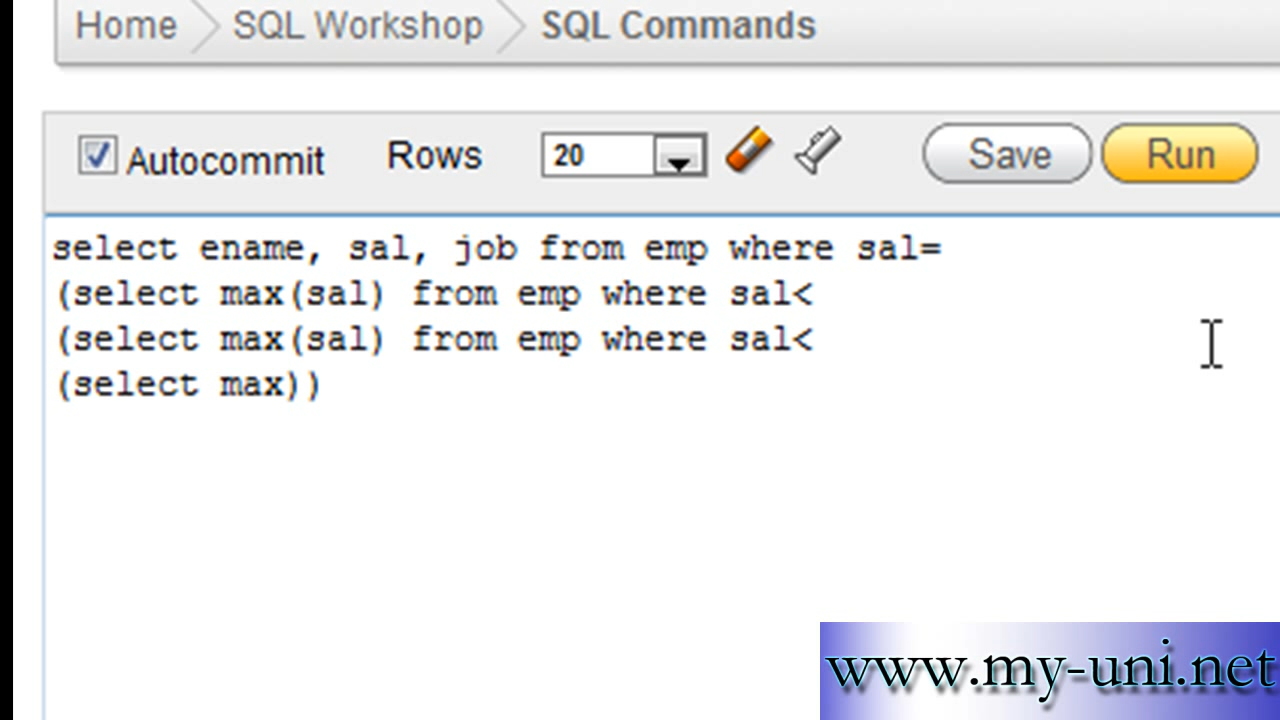 Home SQL Workshop SQL Commands
Autocommit Rows 20 Save Run
select ename, sal, job from emp where sal=
(select max(sal) from emp where sal<
(select max(sal) from emp where sal<
(select max))
www.my-uni.net